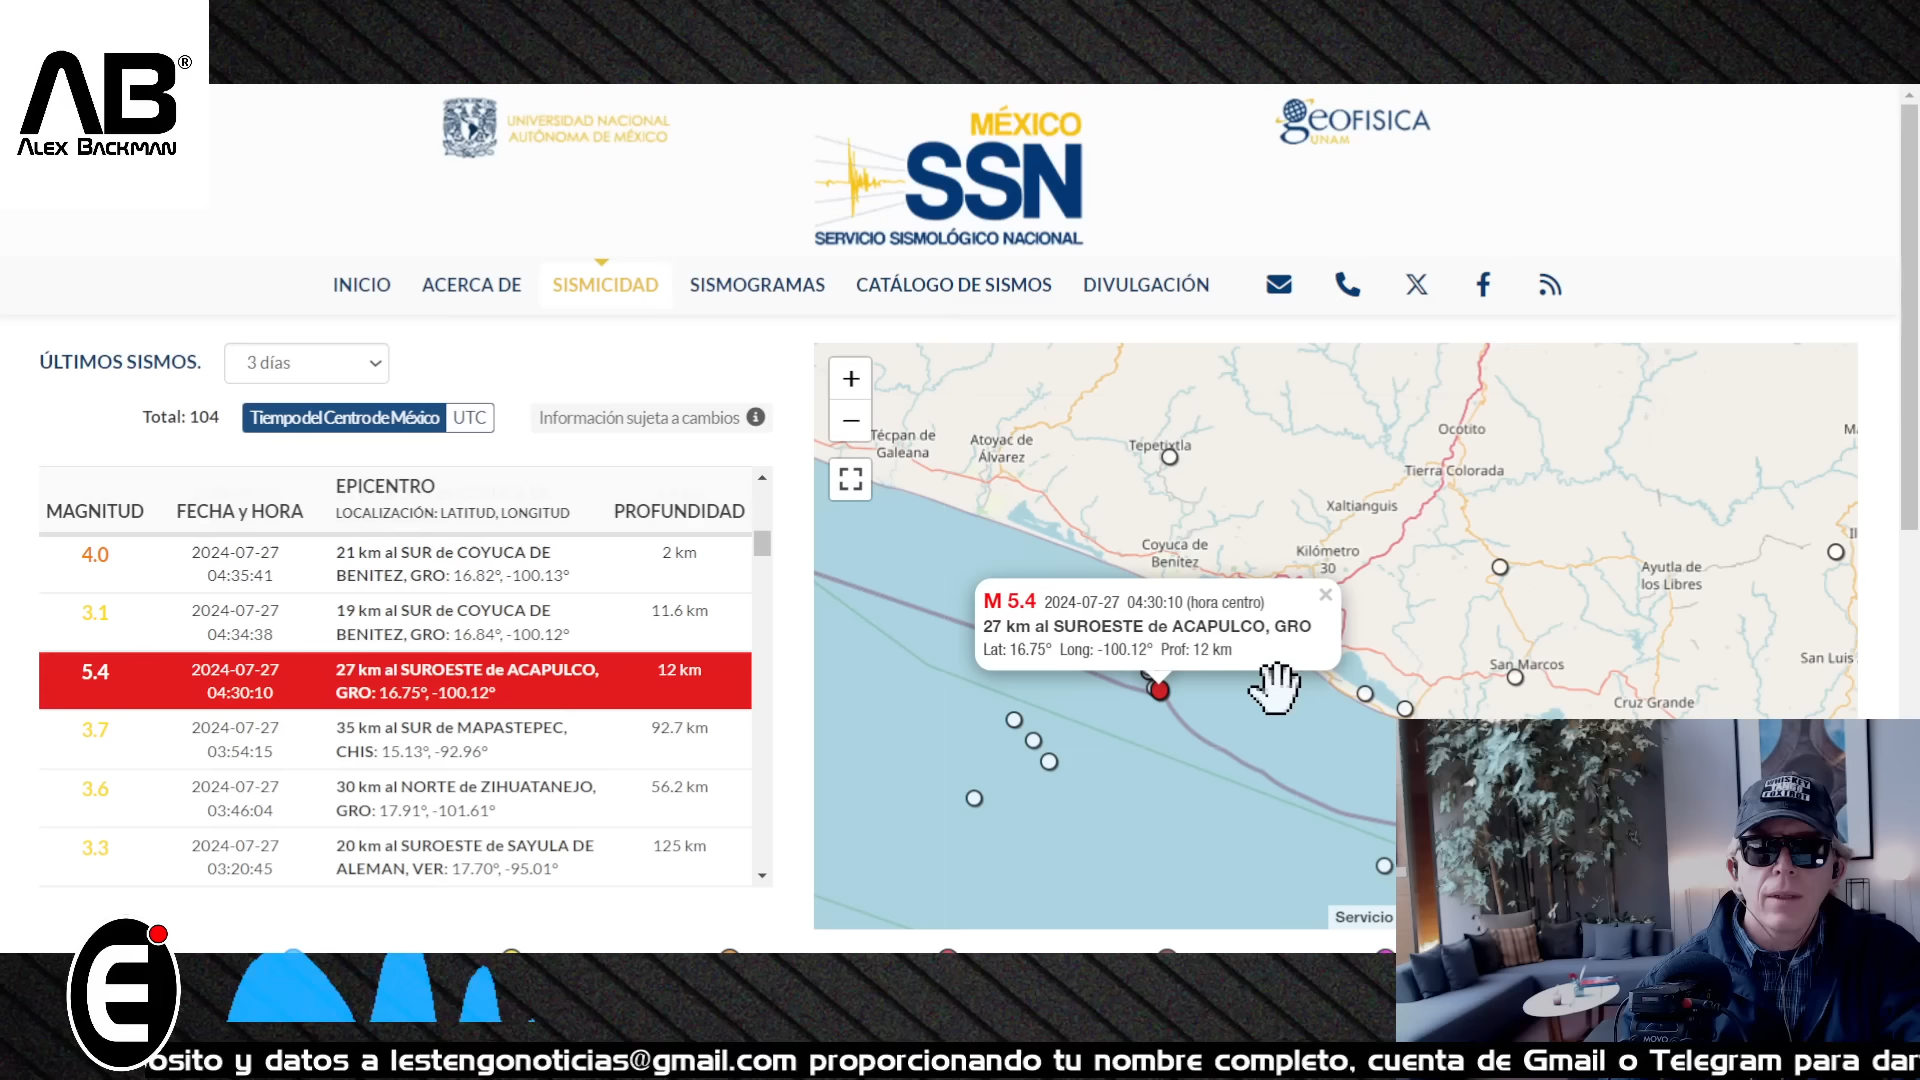 AB®
ALEX BACKMAN
UNIVERSIDAD NACIONAL
AUTÓNOMA DE MÉXICO
MÉXICO
SSN
SERVICIO SISMOLÓGICO NACIONAL
GEOFISICA
UNAM
INICIO ACERCA DE SISMICIDAD SISMOGRAMAS CATÁLOGO DE SISMOS DIVULGACIÓN
ÚLTIMOS SISMOS. 3 días
Total: 104 Tiempo del Centro de México UTC Información sujeta a cambios
MAGNITUD FECHA y HORA EPICENTRO PROFUNDIDAD
LOCALIZACIÓN: LATITUD, LONGITUD
4.0 2024-07-27 21 km al SUR de COYUCA DE 2 km
04:35:41 BENITEZ, GRO: 16.82°, -100.13°
3.1 2024-07-27 19 km al SUR de COYUCA DE 11.6 km
04:34:38 BENITEZ, GRO: 16.84°, -100.12°
5.4 2024-07-27 27 km al SUROESTE de ACAPULCO, 12 km
04:30:10 GRO: 16.75°, -100.12°
3.7 2024-07-27 35 km al SUR de MAPASTEPEC, 92.7 km
03:54:15 CHIS: 15.13°, -92.96°
3.6 2024-07-27 30 km al NORTE de ZIHUATANEJO, 56.2 km
03:46:04 GRO: 17.91°, -101.61°
3.3 2024-07-27 20 km al SUROESTE de SAYULA DE 125 km
03:20:45 ALEMAN, VER: 17.70°, -95.01°
+
−
Técpan de
Galeana
Atoyac de
Álvarez
Tepetixtla
Ocotito
Tierra Colorada
Xaltianguis
Coyuca de
Benítez
Kilómetro
30
Ayutla de
los Libres
M 5.4 2024-07-27 04:30:10 (hora centro)
27 km al SUROESTE de ACAPULCO, GRO
Lat: 16.75° Long: -100.12° Prof: 12 km
San Marcos
San Luis
Cruz Grande
Servicio
WHISKEY
TANGO
FOXTROT
MOVO
E
osito y datos a lestengonoticias@gmail.com proporcionando tu nombre completo, cuenta de Gmail o Telegram para dar